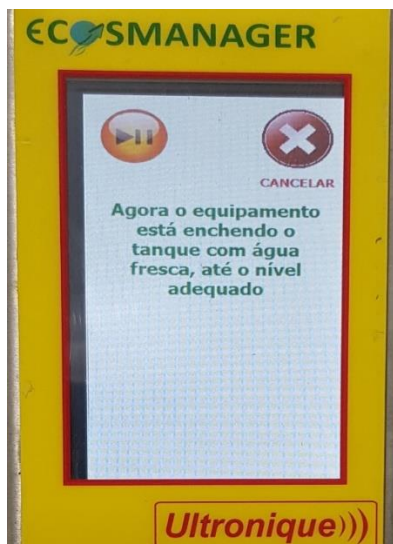 ECOSMANAGER
CANCELAR
Agora o equipamento
está enchendo o
tanque com água
fresca, até o nível
adequado
Ultronique)))